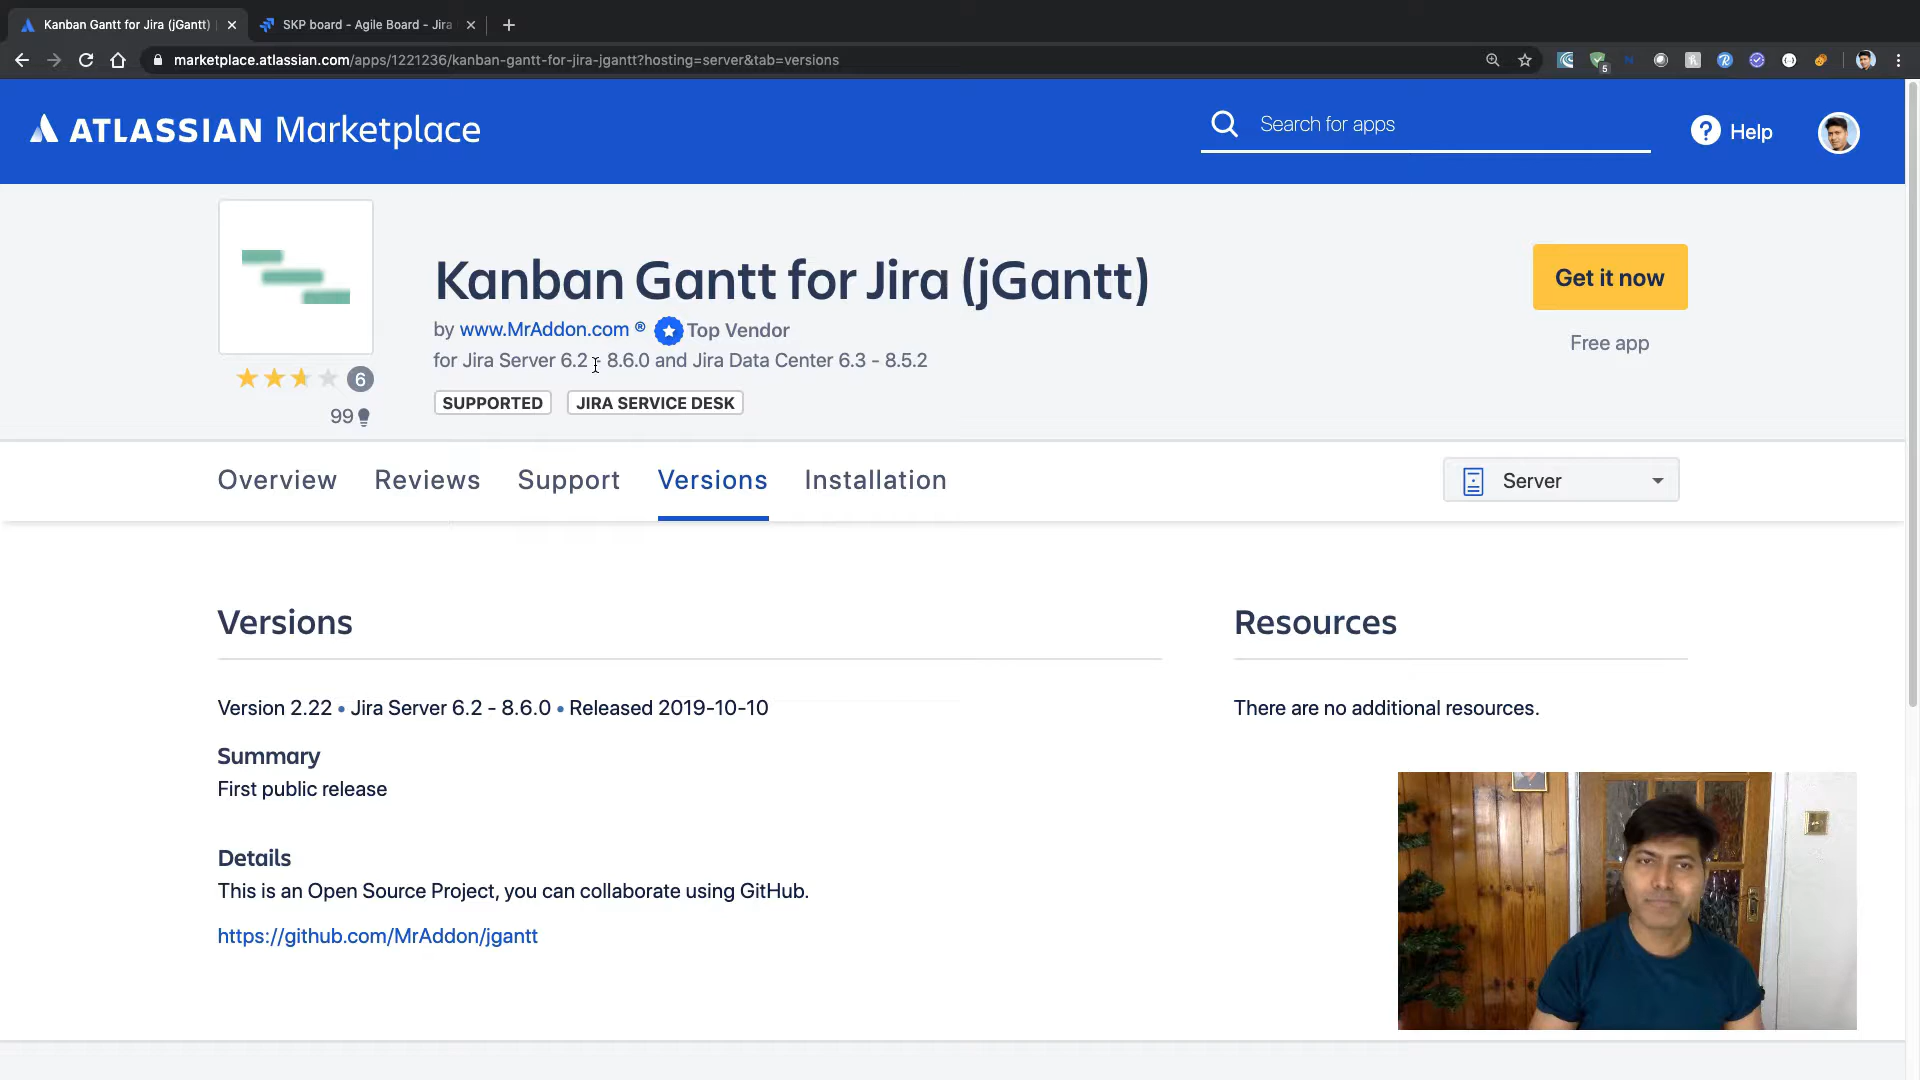 Kanban Gantt for Jira (jGantt)
SKP board - Agile Board - Jira
marketplace.atlassian.com/apps/1221236/kanban-gantt-for-jira-jgantt?hosting=server&tab=versions
5
ATLASSIAN Marketplace
Search for apps
? Help
Kanban Gantt for Jira (jGantt)
by www.MrAddon.com ® Top Vendor
for Jira Server 6.2 - 8.6.0 and Jira Data Center 6.3 - 8.5.2
SUPPORTED JIRA SERVICE DESK
6
99
Get it now
Free app
Overview Reviews Support Versions Installation
Server
Versions
Version 2.22 • Jira Server 6.2 - 8.6.0 • Released 2019-10-10
Summary
First public release
Details
This is an Open Source Project, you can collaborate using GitHub.
https://github.com/MrAddon/jgantt
Resources
There are no additional resources.